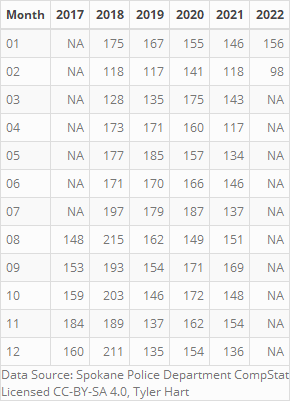 Month 2017 2018 2019 2020 2021 2022
01 NA 175 167 155 146 156
02 NA 118 117 141 118 98
03 NA 128 135 175 143 NA
04 NA 173 171 160 117 NA
05 NA 177 185 157 134 NA
06 NA 171 170 166 146 NA
07 NA 197 179 187 137 NA
08 148 215 162 149 151 NA
09 153 193 154 171 169 NA
10 159 203 146 172 148 NA
11 184 189 137 162 154 NA
12 160 211 135 154 136 NA
Data Source: Spokane Police Department CompStat
Licensed CC-BY-SA 4.0, Tyler Hart